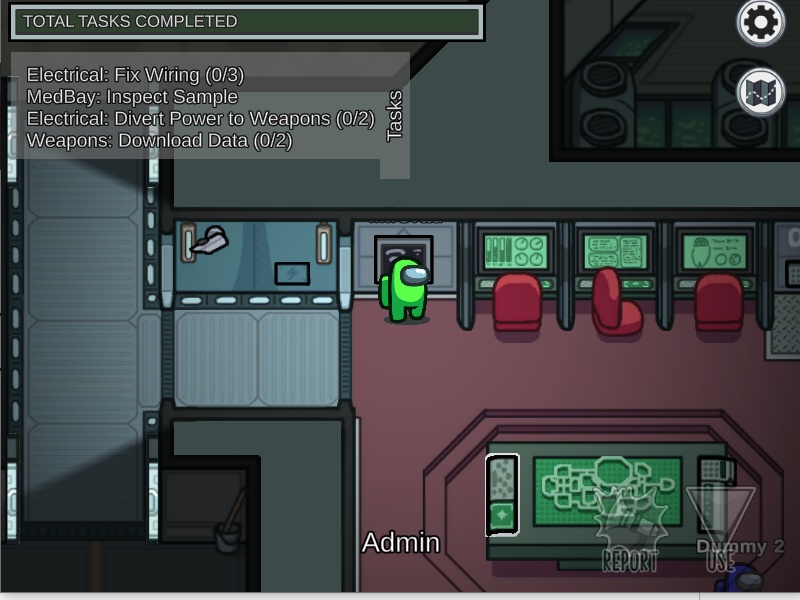 TOTAL TASKS COMPLETED
Electrical: Fix Wiring (0/3)
MedBay: Inspect Sample
Electrical: Divert Power to Weapons (0/2)
Weapons: Download Data (0/2)
Tasks
Admin
REPORT
Dummy 2
USE